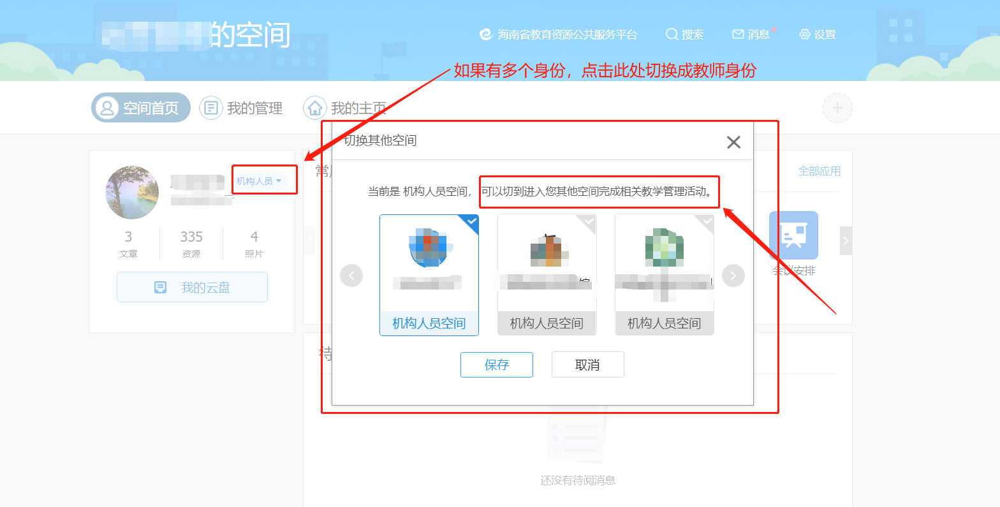 的空间
海南省教育资源公共服务平台
搜索
消息
设置
如果有多个身份，点击此处切换成教师身份
空间首页
我的管理
我的主页
切换其他空间
机构人员
常
全部应用
当前是 机构人员空间，可以切到进入您其他空间完成相关教学管理活动。
3
335
4
文章
资源
照片
会议安排
馆
我的云盘
机构人员空间
机构人员空间
机构人员空间
待
保存
取消
还没有待阅消息